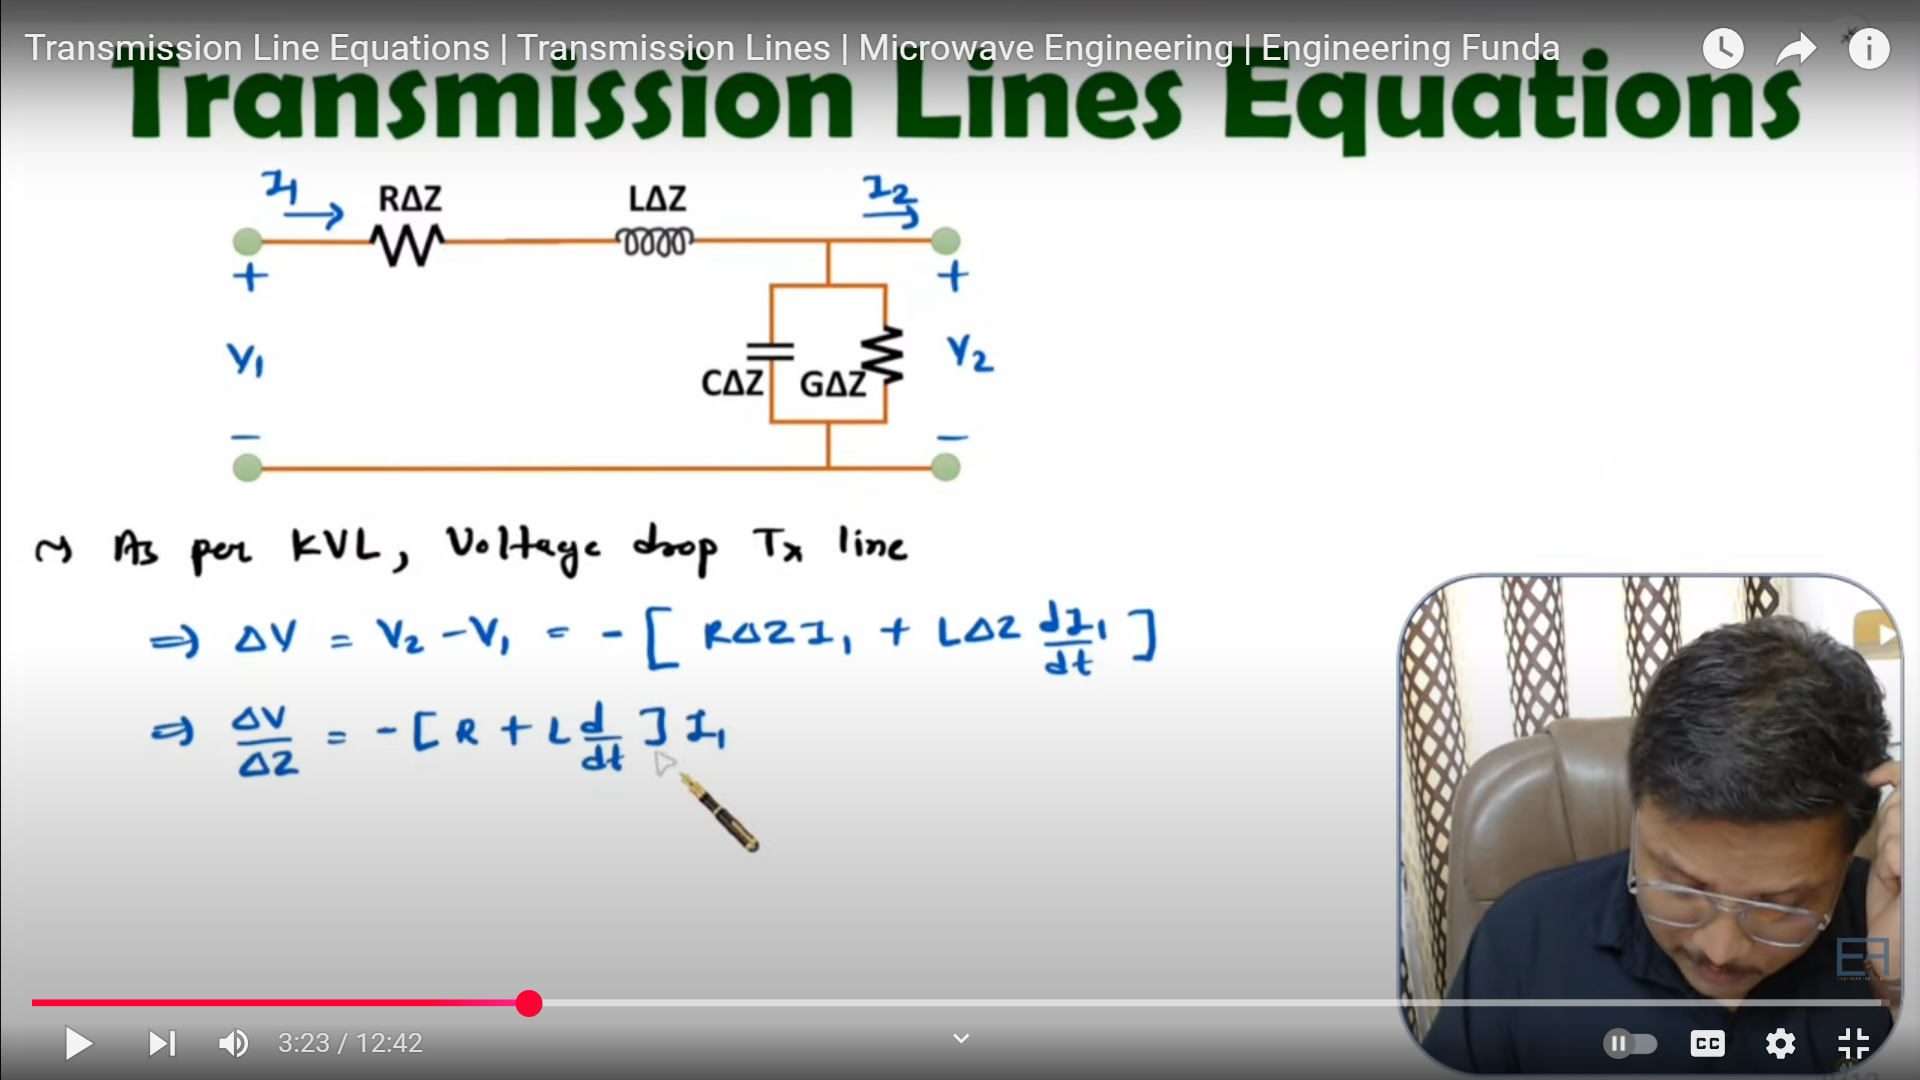 Transmission Line Equations | Transmission Lines | Microwave Engineering | Engineering Funda
Transmission Lines Equations
I₁ RΔZ LΔZ I₂
+ +
V₁ V₂
CΔZ GΔZ
− −
~ As per KVL, Voltage drop Tx line
⇒ ΔV = V₂ - V₁ = - [ RΔZ I₁ + LΔZ dI₁/dt ]
⇒ ΔV/ΔZ = - [ R + L d/dt ] I₁
EF
3:23 / 12:42
CC